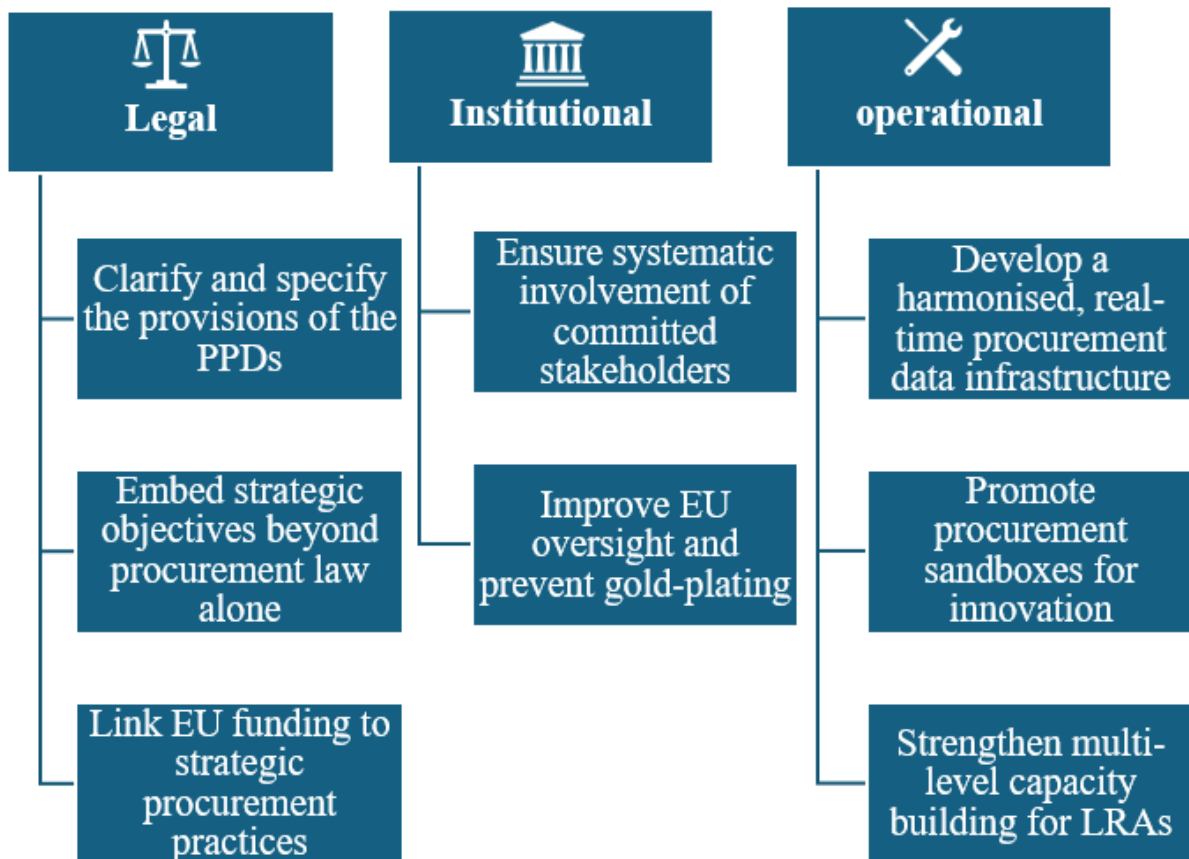 Legal
Clarify and specify
the provisions of the
PPDs
Embed strategic
objectives beyond
procurement law
alone
Link EU funding to
strategic
procurement
practices
Institutional
Ensure systematic
involvement of
committed
stakeholders
Improve EU
oversight and
prevent gold-plating
operational
Develop a
harmonised, real-
time procurement
data infrastructure
Promote
procurement
sandboxes for
innovation
Strengthen multi-
level capacity
building for LRAs